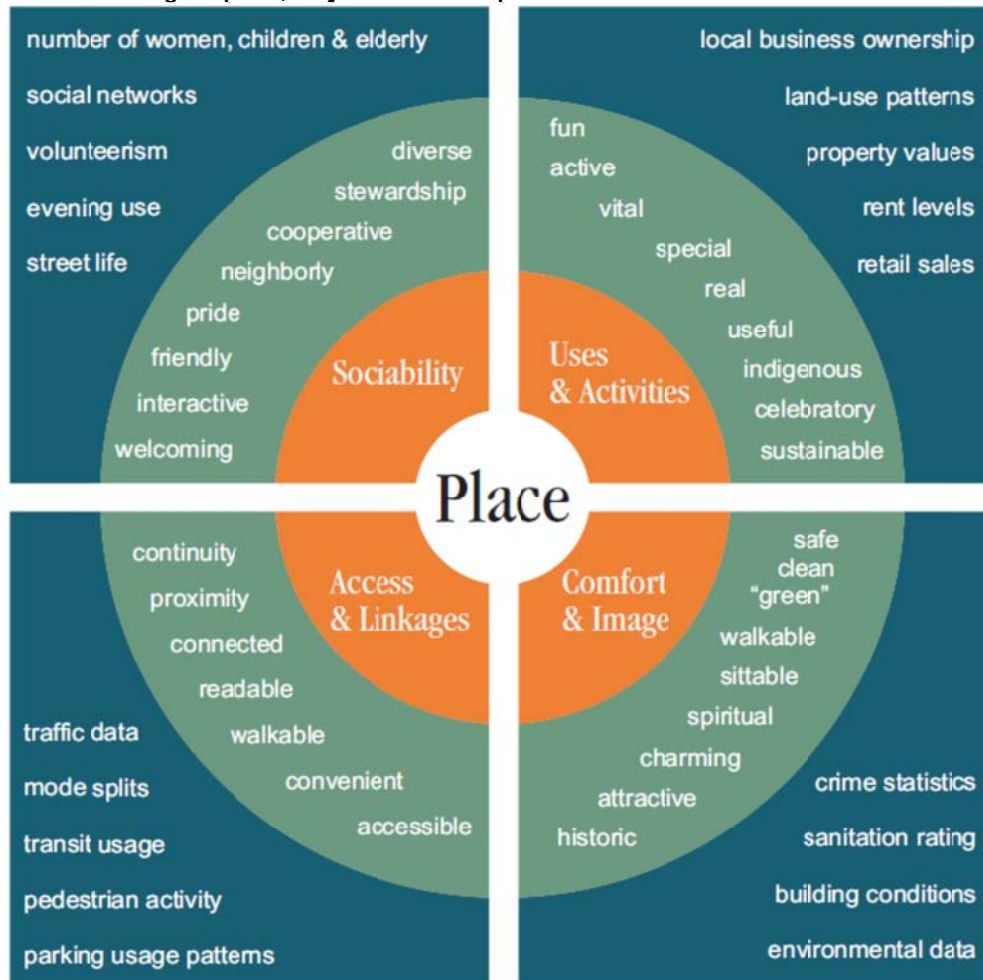 number of women, children & elderly
social networks
volunteerism
evening use
street life
diverse
stewardship
cooperative
neighborly
pride
friendly
interactive
welcoming
Sociability
local business ownership
land-use patterns
property values
rent levels
retail sales
fun
active
vital
special
real
useful
indigenous
celebratory
sustainable
Uses
& Activities
Place
continuity
proximity
connected
readable
walkable
convenient
accessible
Access
& Linkages
traffic data
mode splits
transit usage
pedestrian activity
parking usage patterns
Comfort
& Image
safe
clean
"green"
walkable
sittable
spiritual
charming
attractive
historic
crime statistics
sanitation rating
building conditions
environmental data